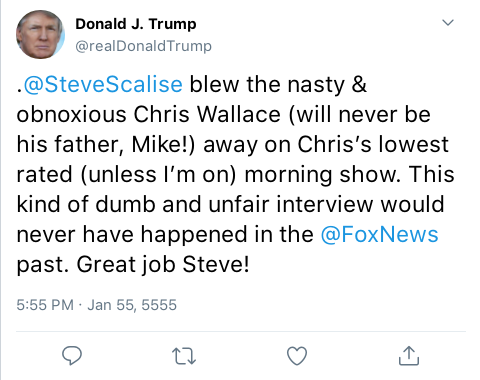 Donald J. Trump
@realDonaldTrump
.@SteveScalise blew the nasty &
obnoxious Chris Wallace (will never be
his father, Mike!) away on Chris’s lowest
rated (unless I’m on) morning show. This
kind of dumb and unfair interview would
never have happened in the @FoxNews
past. Great job Steve!
5:55 PM · Jan 55, 5555